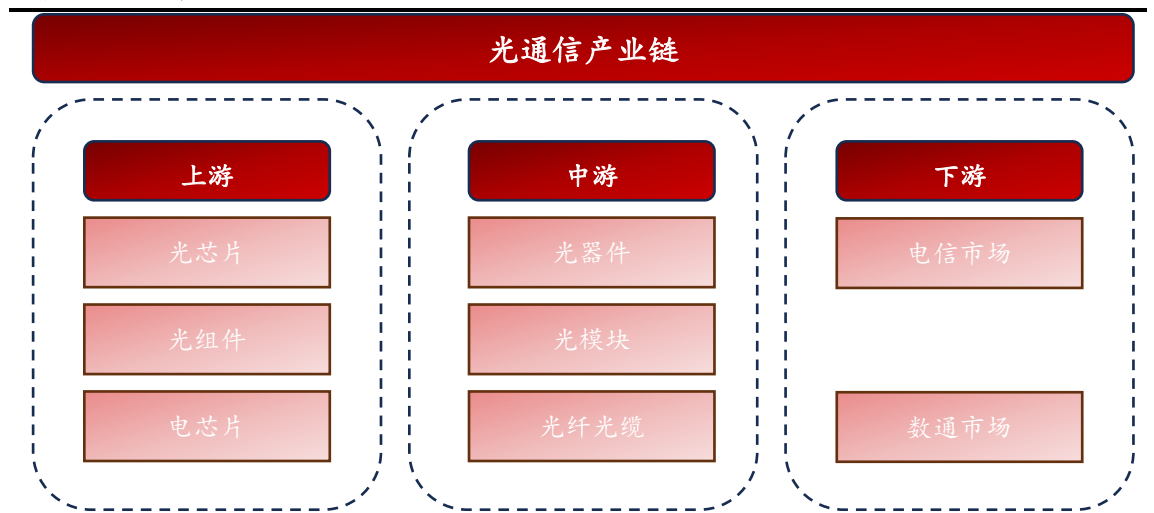 光通信产业链
上游
光芯片
光组件
电芯片
中游
光器件
光模块
光纤光缆
下游
电信市场
数通市场